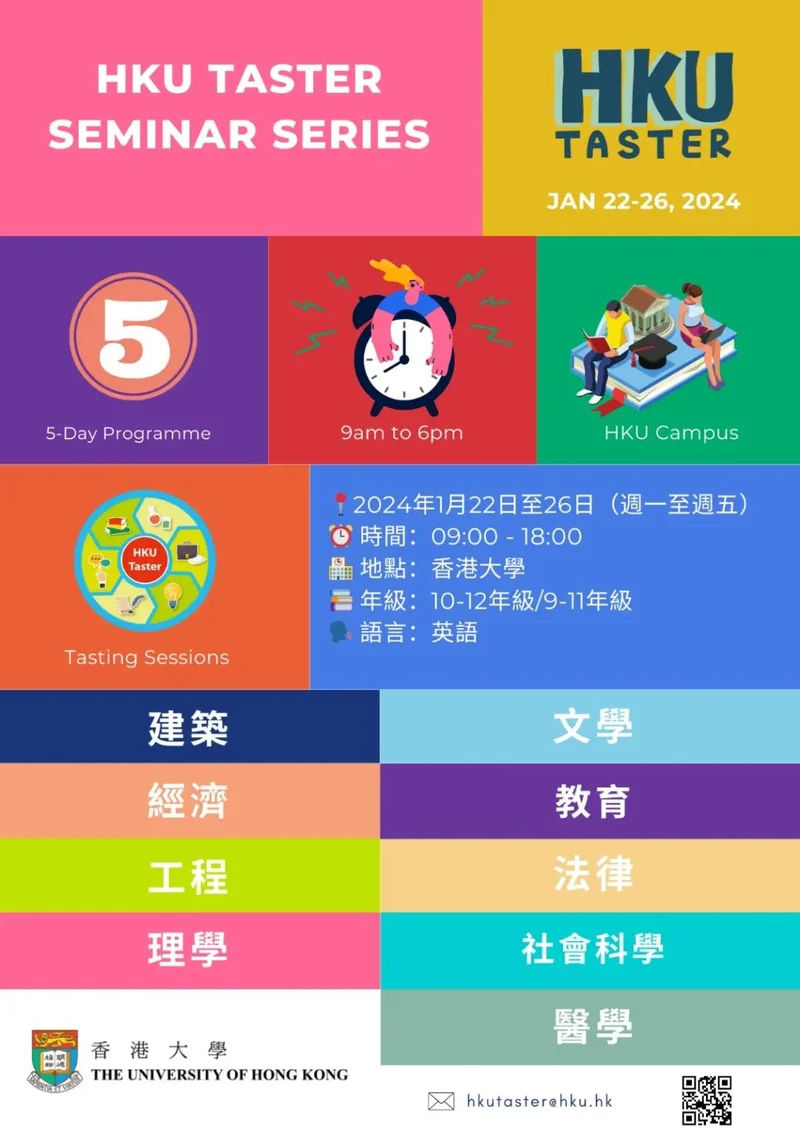 HKU TASTER
SEMINAR SERIES
HKU
TASTER
JAN 22-26, 2024
5
5-Day Programme
9am to 6pm
HKU Campus
HKU
Taster
Tasting Sessions
2024年1月22日至26日（週一至週五）
時間：09:00 - 18:00
地點：香港大學
年級：10-12年級/9-11年級
語言：英語
建築
文學
經濟
教育
工程
法律
理學
社會科學
醫學
香港大學
THE UNIVERSITY OF HONG KONG
hkutaster@hku.hk